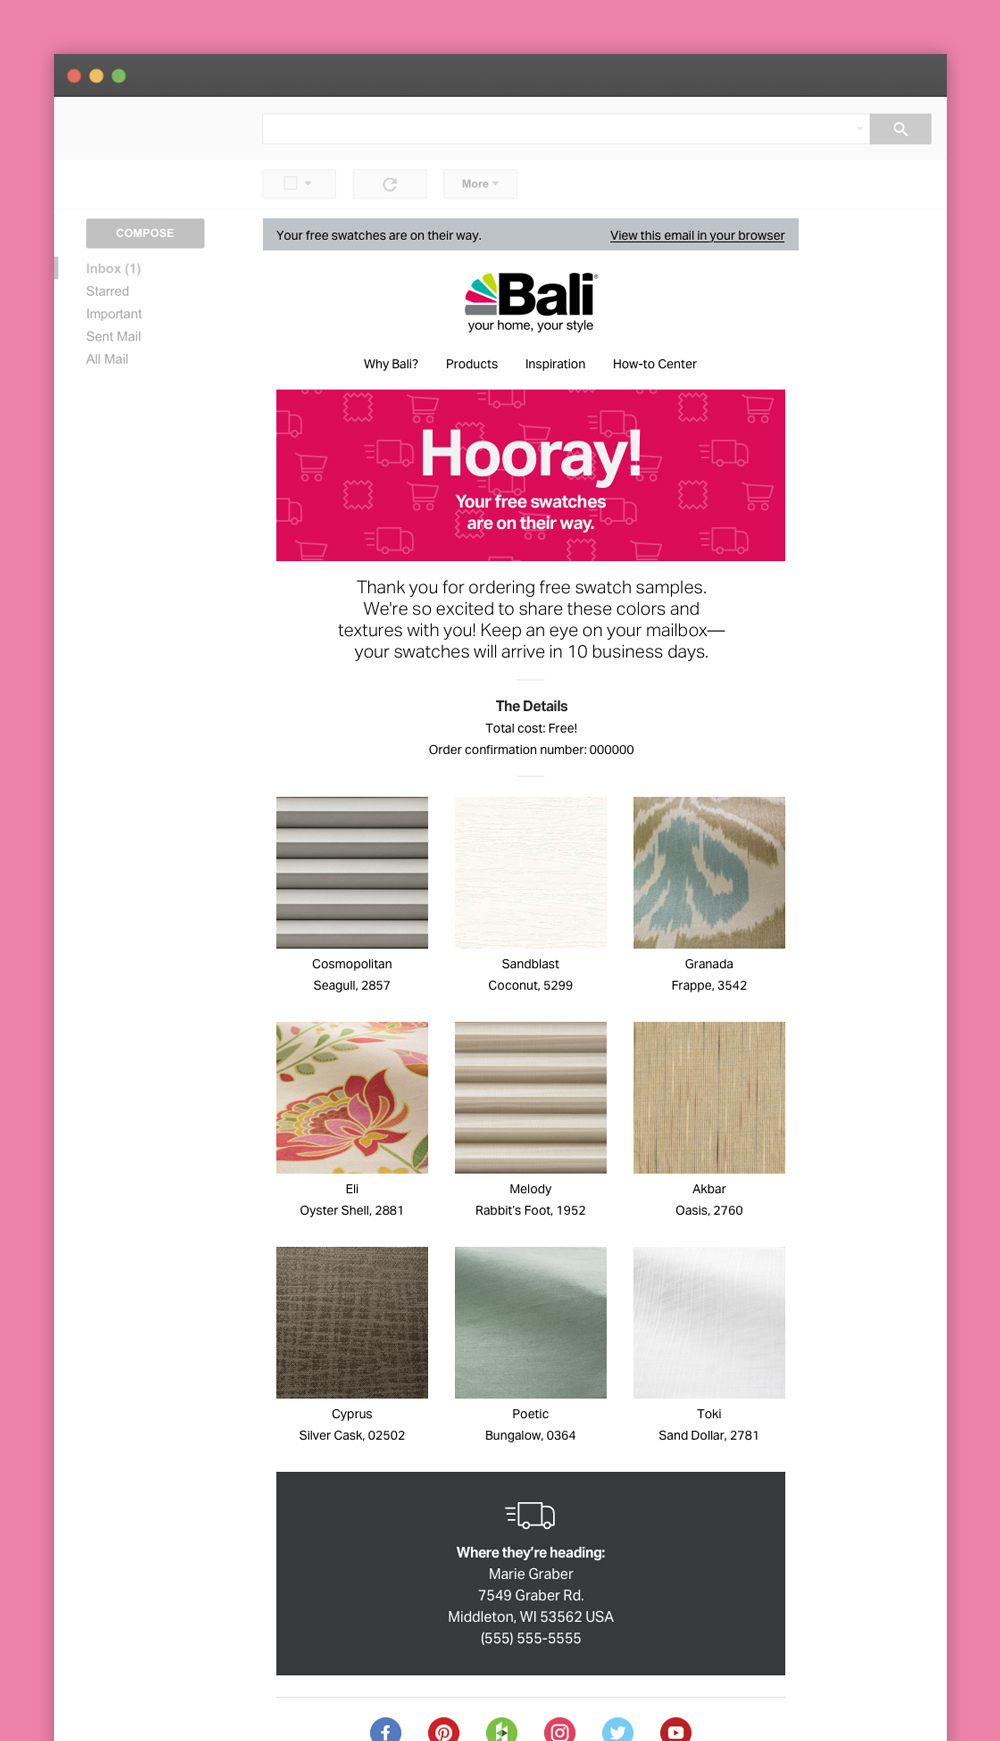 More
COMPOSE
Inbox (1)
Starred
Important
Sent Mail
All Mail
Your free swatches are on their way.
View this email in your browser
Bali®
your home, your style
Why Bali?
Products
Inspiration
How-to Center
Hooray!
Your free swatches
are on their way.
Thank you for ordering free swatch samples.
We're so excited to share these colors and
textures with you! Keep an eye on your mailbox—
your swatches will arrive in 10 business days.
The Details
Total cost: Free!
Order confirmation number: 000000
Cosmopolitan
Seagull, 2857
Sandblast
Coconut, 5299
Granada
Frappe, 3542
Eli
Oyster Shell, 2881
Melody
Rabbit's Foot, 1952
Akbar
Oasis, 2760
Cyprus
Silver Cask, 02502
Poetic
Bungalow, 0364
Toki
Sand Dollar, 2781
Where they're heading:
Marie Graber
7549 Graber Rd.
Middleton, WI 53562 USA
(555) 555-5555